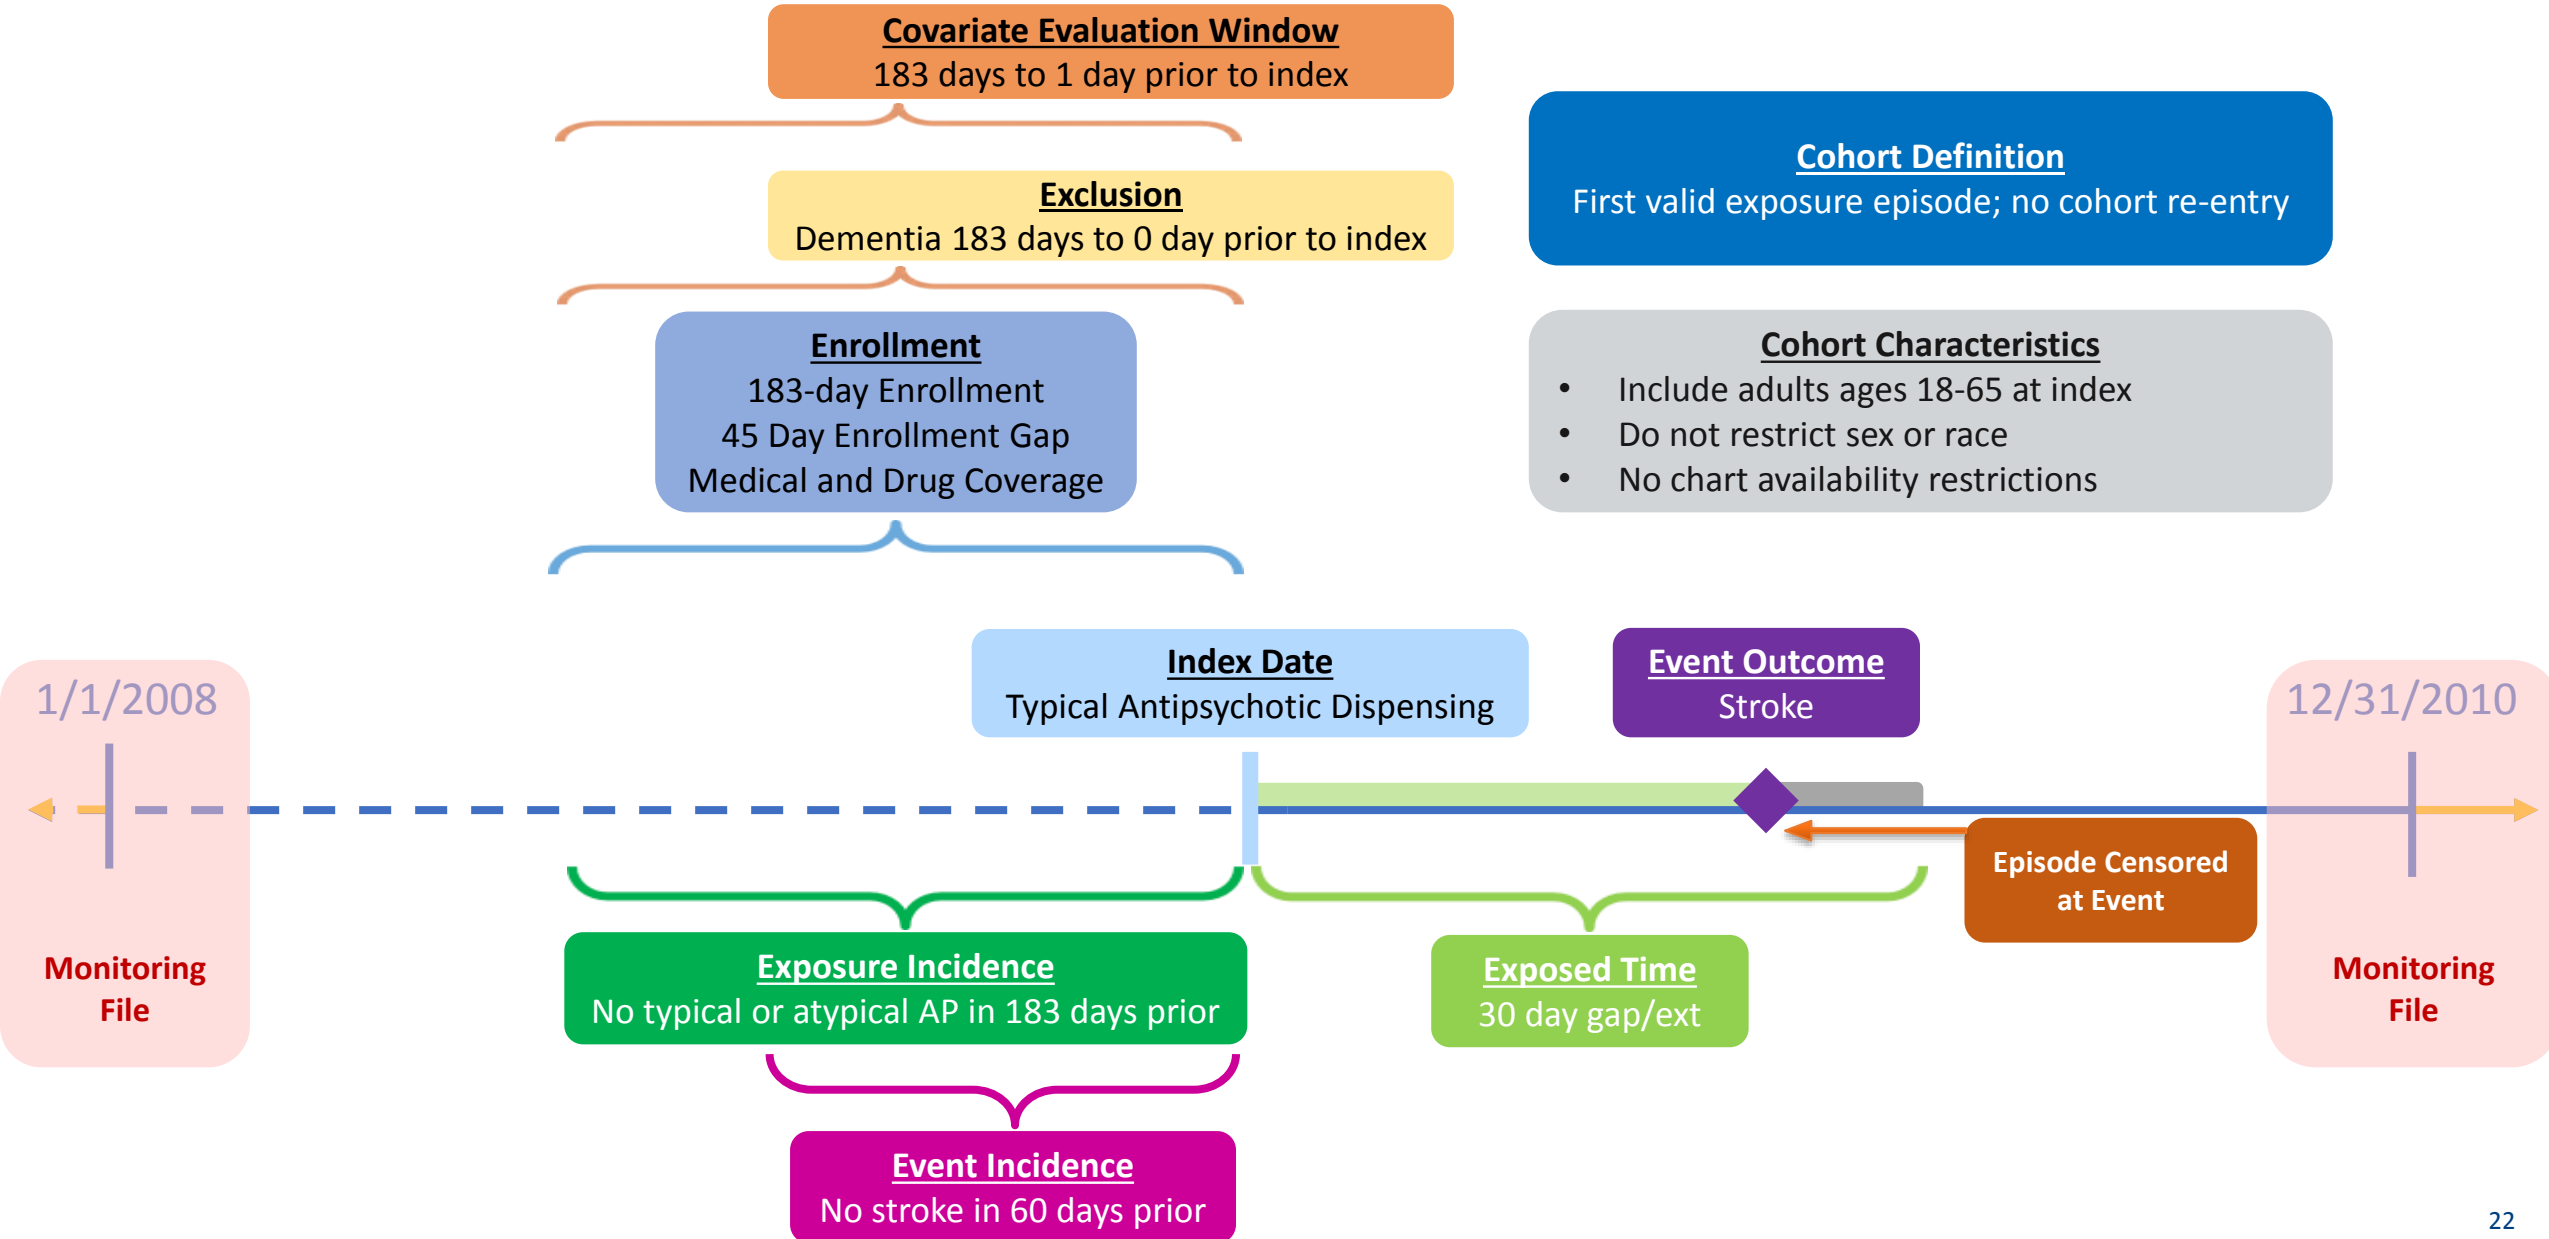 Covariate Evaluation Window
183 days to 1 day prior to index
Exclusion
Dementia 183 days to 0 day prior to index
Cohort Definition
First valid exposure episode; no cohort re-entry
Enrollment
183-day Enrollment
45 Day Enrollment Gap
Medical and Drug Coverage
Cohort Characteristics
• Include adults ages 18-65 at index
• Do not restrict sex or race
• No chart availability restrictions
1/1/2008
Monitoring
File
Index Date
Typical Antipsychotic Dispensing
Event Outcome
Stroke
12/31/2010
Monitoring
File
Episode Censored
at Event
Exposure Incidence
No typical or atypical AP in 183 days prior
Exposed Time
30 day gap/ext
Event Incidence
No stroke in 60 days prior
22